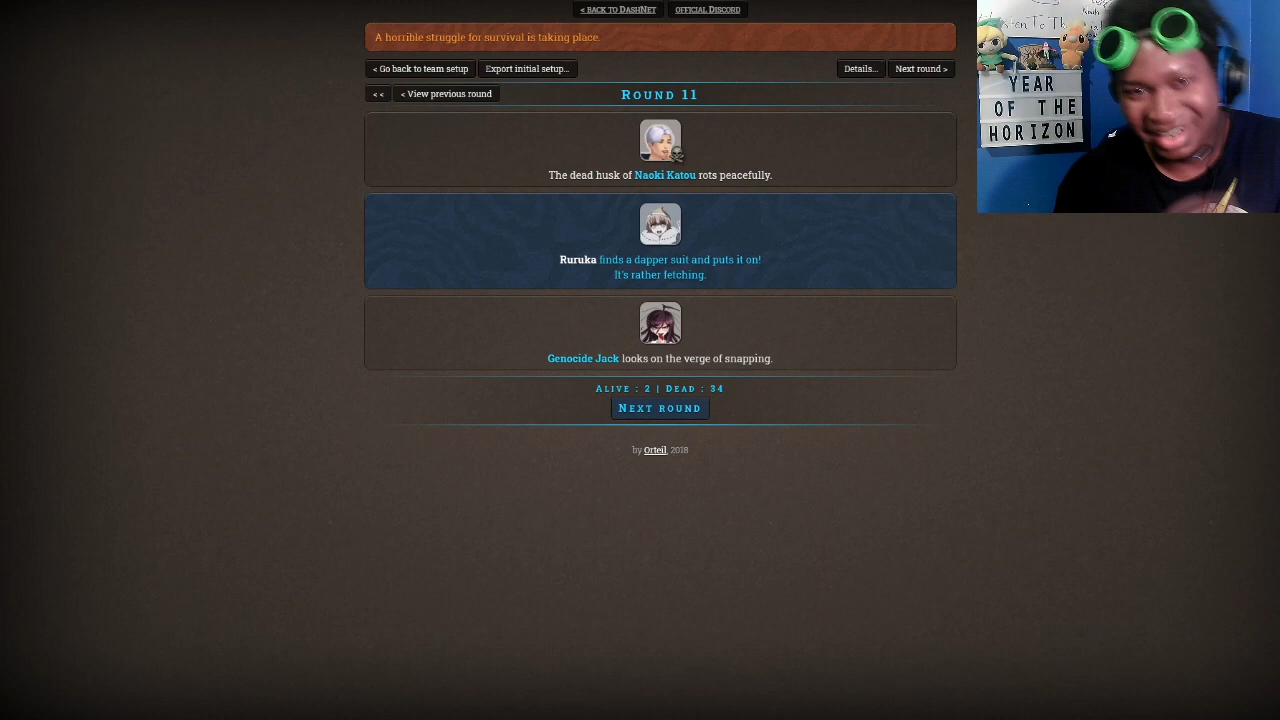 < BACK TO DASHNET
OFFICIAL DISCORD
A horrible struggle for survival is taking place.
< Go back to team setup
Export initial setup...
Details...
Next round >
< <
< View previous round
ROUND 11
The dead husk of Naoki Katou rots peacefully.
Ruruka finds a dapper suit and puts it on!
It's rather fetching.
Genocide Jack looks on the verge of snapping.
ALIVE : 2 | DEAD : 34
NEXT ROUND
by Orteil, 2018
YEAR
OF THE
HORIZON